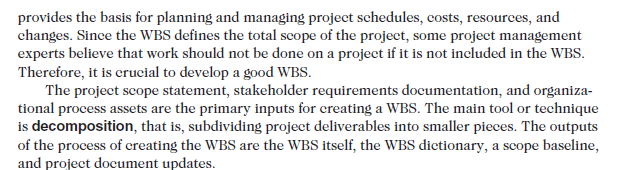 provides the basis for planning and managing project schedules, costs, resources, and
changes. Since the WBS defines the total scope of the project, some project management
experts believe that work should not be done on a project if it is not included in the WBS.
Therefore, it is crucial to develop a good WBS.
The project scope statement, stakeholder requirements documentation, and organiza-
tional process assets are the primary inputs for creating a WBS. The main tool or technique
is decomposition, that is, subdividing project deliverables into smaller pieces. The outputs
of the process of creating the WBS are the WBS itself, the WBS dictionary, a scope baseline,
and project document updates.